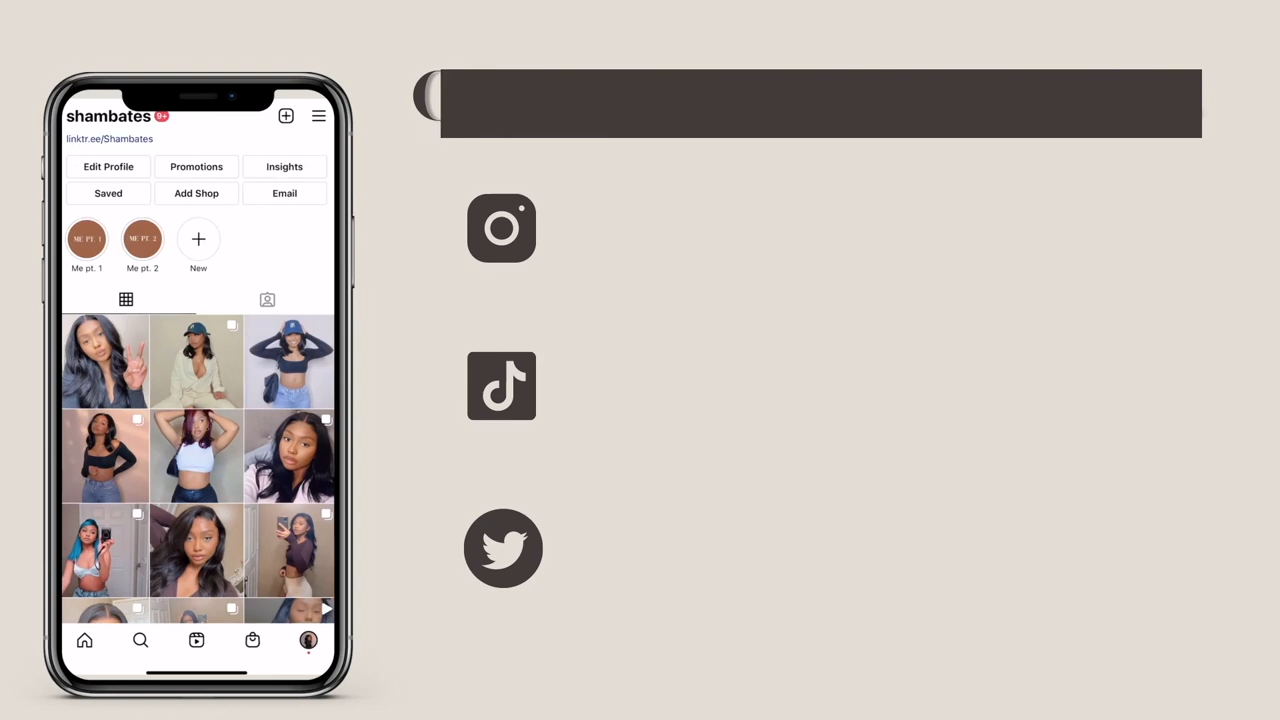 shambates 9+
linktr.ee/Shambates
Edit Profile Promotions Insights
Saved Add Shop Email
ME PT. 1 ME PT. 2
Me pt. 1 Me pt. 2 New